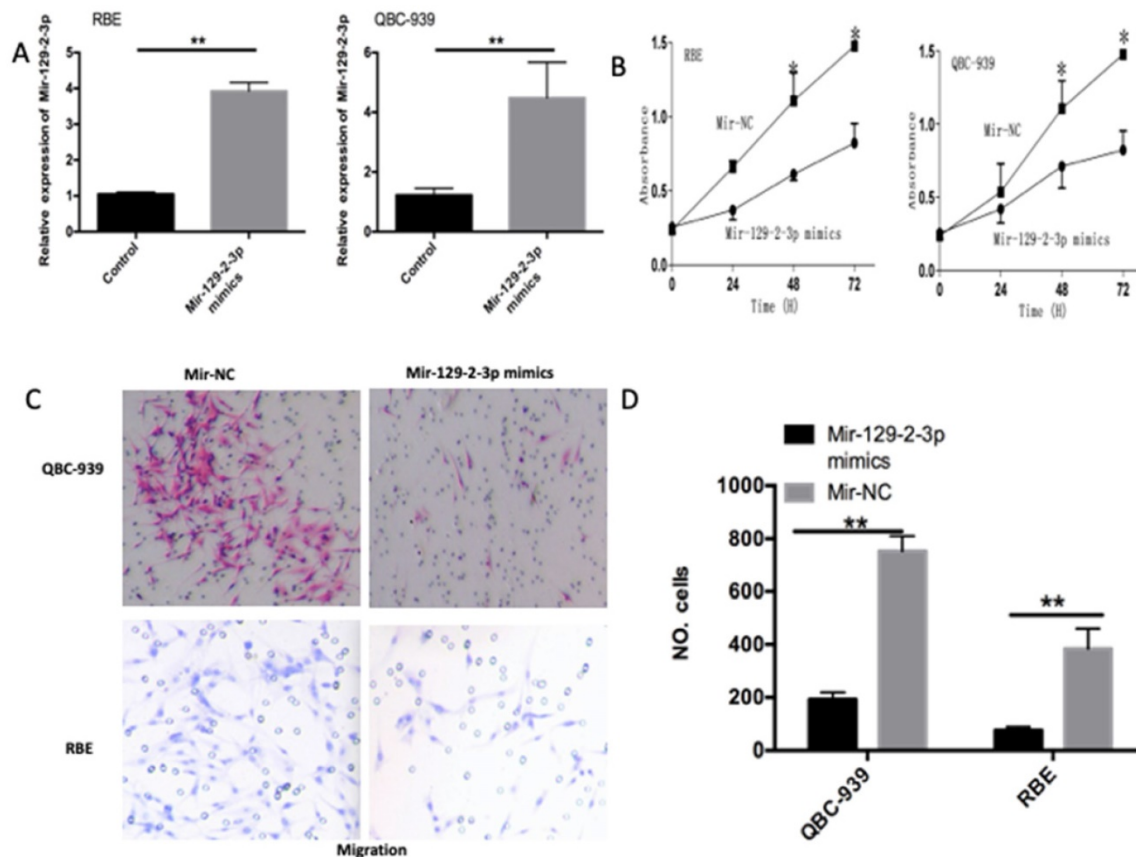 A
RBE
**
Relative expression of Mir-129-2-3p
5
4
3
2
1
0
Control
Mir-129-2-3p
mimics
QBC-939
**
Relative expression of Mir-129-2-3p
6
4
2
0
Control
Mir-129-2-3p
mimics
B
RBE
Absorbance
1.5
1.0
0.5
0.0
*
*
Mir-NC
Mir-129-2-3p mimics
0 24 48 72
Time (H)
QBC-939
Absorbance
1.5
1.0
0.5
0.0
*
*
Mir-NC
Mir-129-2-3p mimics
0 24 48 72
Time (H)
C
Mir-NC Mir-129-2-3p mimics
QBC-939
RBE
Migration
D
Mir-129-2-3p
mimics
Mir-NC
NO. cells
1000
800
600
400
200
0
**
**
QBC-939
RBE